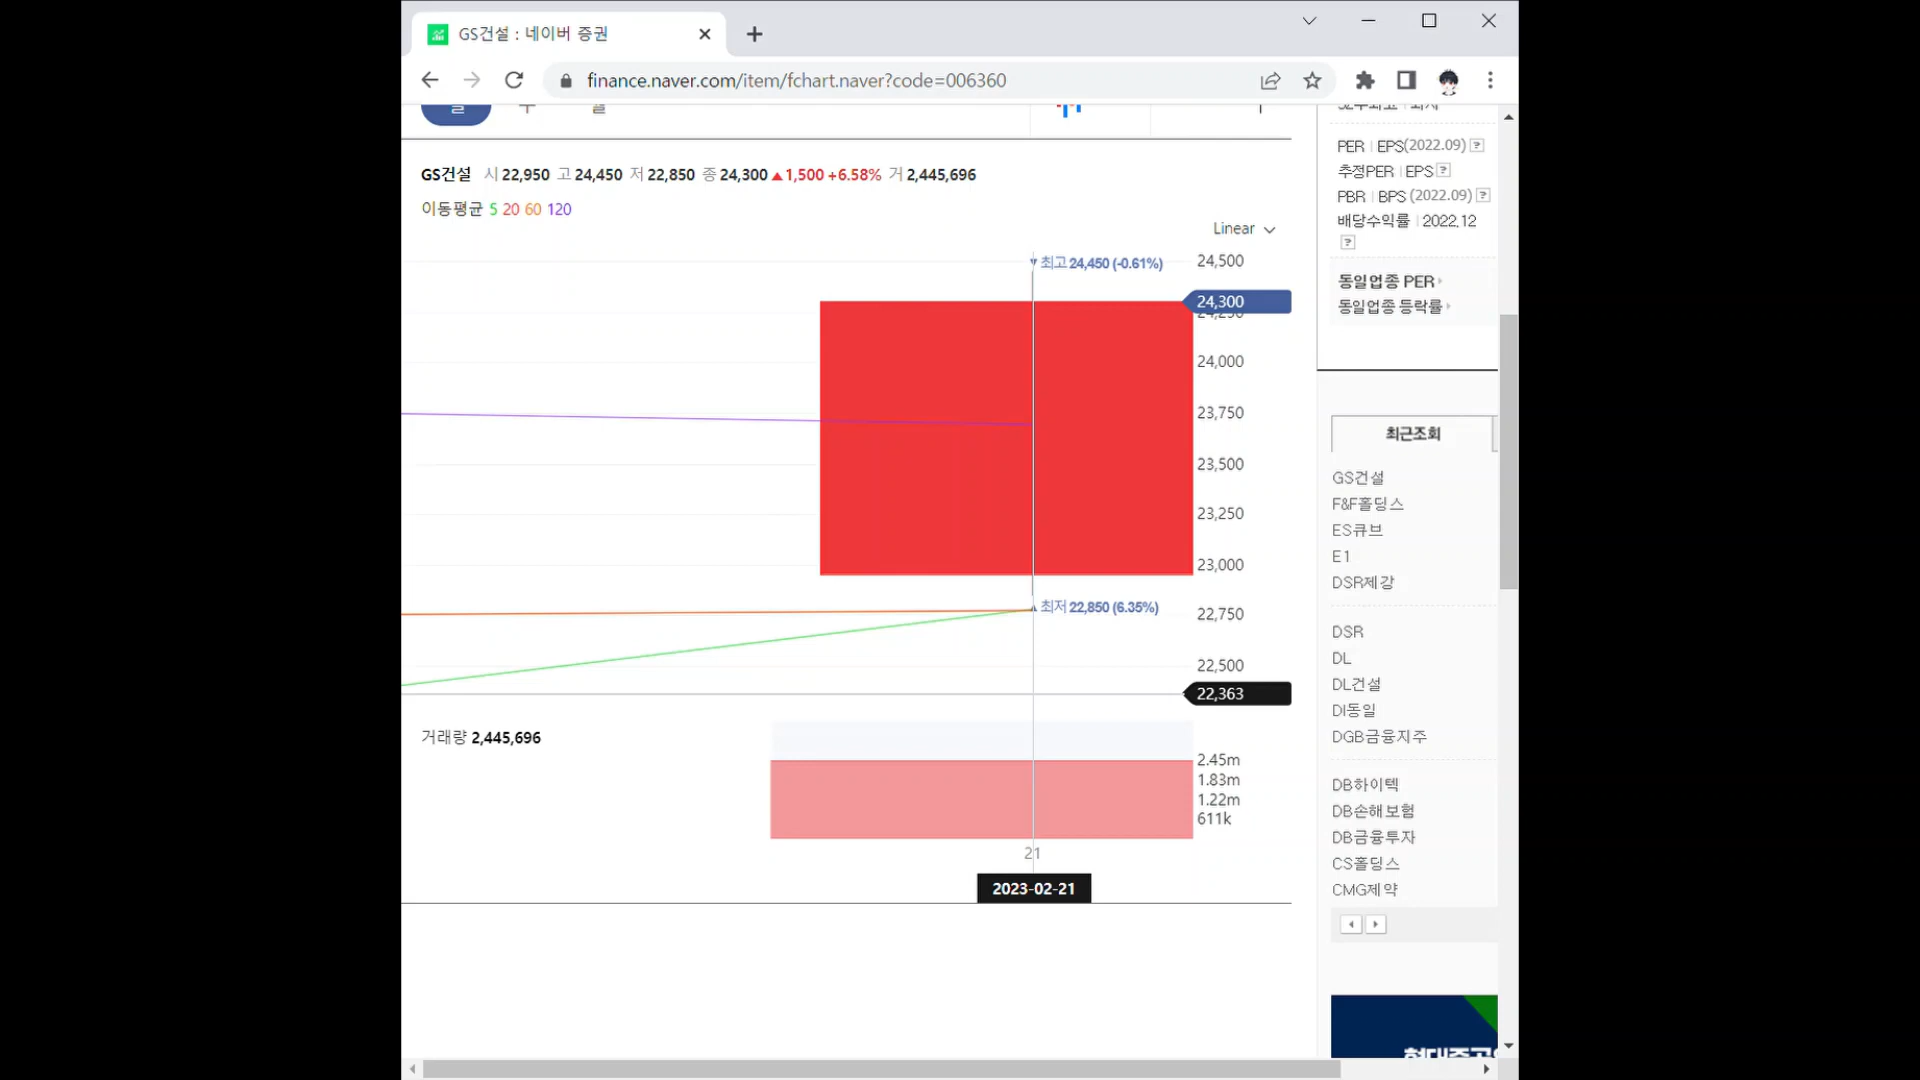 GS건설 : 네이버 증권
finance.naver.com/item/fchart.naver?code=006360
GS건설 시 22,950 고 24,450 저 22,850 종 24,300 ▲1,500 +6.58% 거 2,445,696
이동평균 5 20 60 120
Linear
최고 24,450 (-0.61%)
24,500
24,300
24,250
24,000
23,750
23,500
23,250
23,000
최저 22,850 (6.35%)
22,750
22,500
22,363
거래량 2,445,696
2.45m
1.83m
1.22m
611k
21
2023-02-21
PER | EPS(2022.09) ?
추정PER | EPS ?
PBR | BPS (2022.09) ?
배당수익률 | 2022.12
?
동일업종 PER
동일업종 등락률
최근조회
GS건설
F&F홀딩스
ES큐브
E1
DSR제강
DSR
DL
DL건설
DI동일
DGB금융지주
DB하이텍
DB손해보험
DB금융투자
CS홀딩스
CMG제약